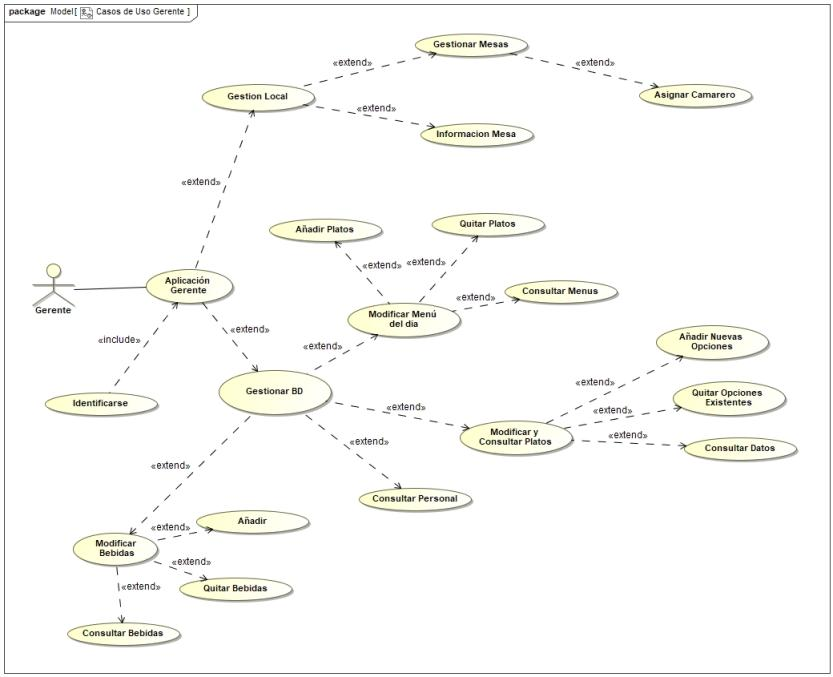 package Model[ Casos de Uso Gerente ]
Gestionar Mesas
«extend»
«extend»
Gestion Local
Asignar Camarero
«extend»
Informacion Mesa
«extend»
Añadir Platos
Quitar Platos
«extend»
«extend»
Aplicación
Gerente
Consultar Menus
«extend»
Gerente
Modificar Menú
del dia
«extend»
«include»
«extend»
Añadir Nuevas
Opciones
«extend»
Gestionar BD
Quitar Opciones
Existentes
Identificarse
«extend»
«extend»
Modificar y
Consultar Platos
«extend»
Consultar Datos
«extend»
«extend»
Consultar Personal
Añadir
«extend»
Modificar
Bebidas
«extend»
«extend»
Quitar Bebidas
Consultar Bebidas